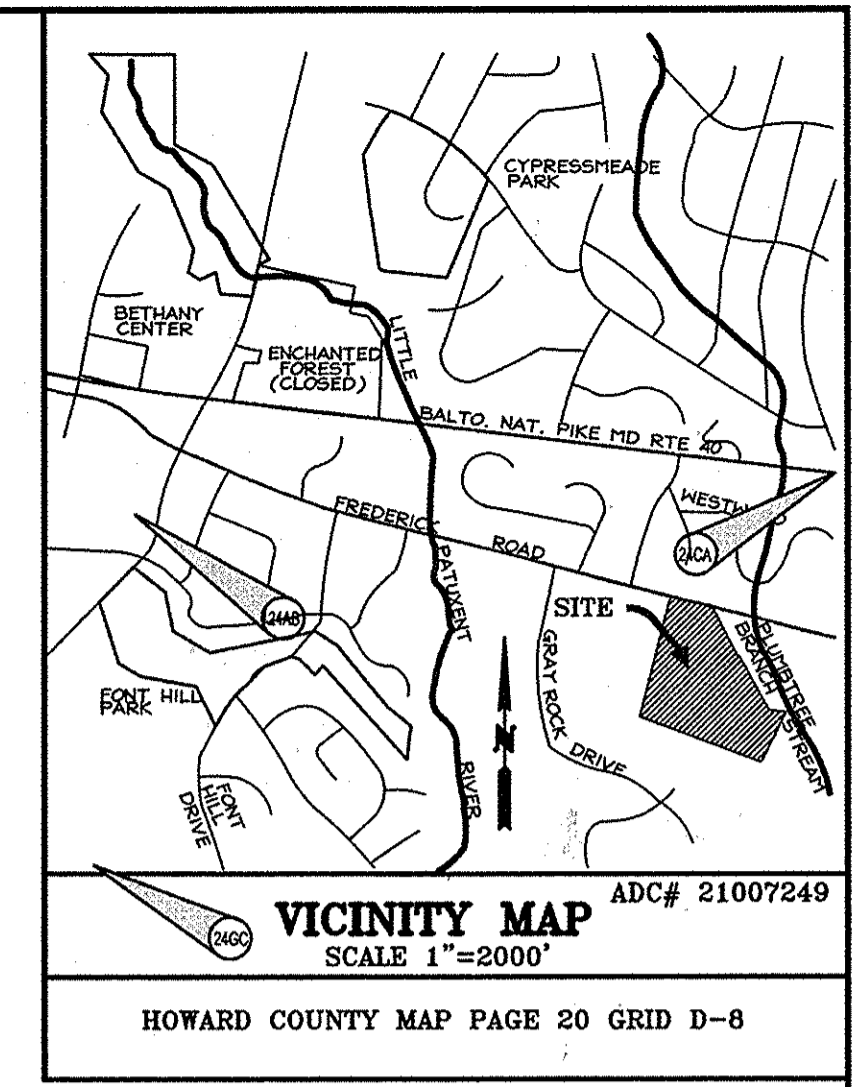 CYPRESSMEADE
PARK
BETHANY
CENTER
ENCHANTED
FOREST
(CLOSED)
LITTLE
BALTO. NAT. PIKE MD RTE 40
FREDERICK
ROAD
24CA
24AB
PATUXENT
SITE
GRAY ROCK
DRIVE
PLUMBTREE
BRANCH
STREAM
FONT HILL
PARK
N
RIVER
FONT
HILL
DRIVE
24GC
VICINITY MAP
ADC# 21007249
SCALE 1"=2000'
HOWARD COUNTY MAP PAGE 20 GRID D-8